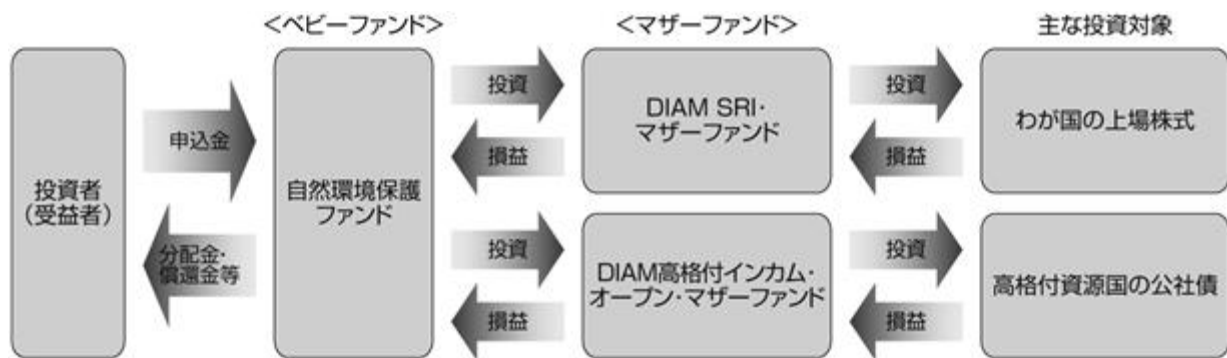 <ベビーファンド>
<マザーファンド>
主な投資対象
投資者
(受益者)
申込金
分配金・
償還金等
自然環境保護
ファンド
投資
損益
DIAM SRI・
マザーファンド
投資
損益
わが国の上場株式
投資
損益
DIAM高格付インカム・
オープン・マザーファンド
投資
損益
高格付資源国の公社債